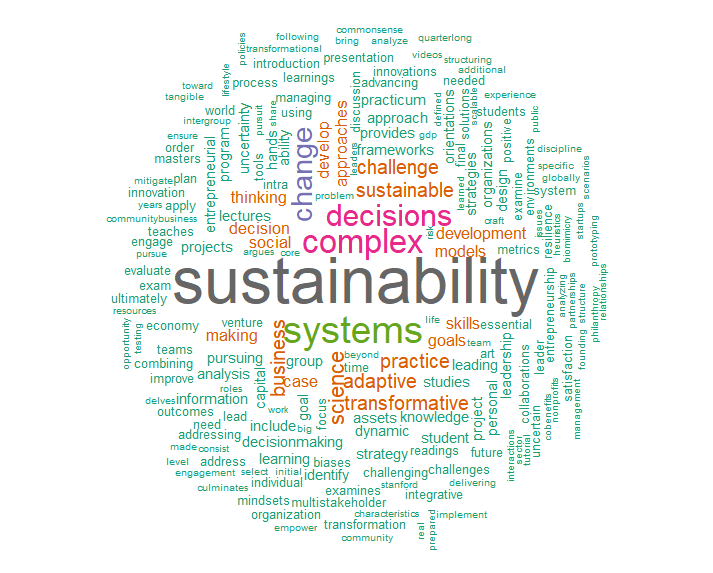 commonsense
following
bring analyze quarterlong
transformational
policies
introduction presentation videos structuring
additional
toward lifestyle process learnings innovations needed
advancing
tangible managing discussion practicum defined solutions scalable experience
world share using approaches approach orientations students public
intergroup pursuit hands ability develop leaders provides gdp final positive
ensure uncertainty change frameworks strategies organizations design discipline
order program tools challenge
masters entrepreneurial intra problem sustainable learned examine environments specific
mitigate plan thinking system globally scenarios
innovation
years apply lectures decisions craft issues startups
communitybusiness decision risk development resilience heuristics biomimicry prototyping
teaches social complex
engage projects argues core models metrics
pursue
evaluate sustainability entrepreneurship analyzing partnerships philanthropy relationships
exam
ultimately
resources
opportunity testing economy venture systems life skills essential founding structure
making goals team
teams pursuing business group beyond practice leading art leadership leader satisfaction
combining time
improve analysis capital case science adaptive studies personal collaborations cobenefits nonprofits management
roles
delves information goal focus transformative
outcomes lead work assets knowledge project uncertain
need include big dynamic student interactions sector tutorial
addressing decisionmaking
made consist learning biases strategy readings future
level address identify challenging challenges
engagement select initial
individual stanford delivering
culminates examines integrative
mindsets multistakeholder
organization characteristics implement
empower transformation real prepared
community